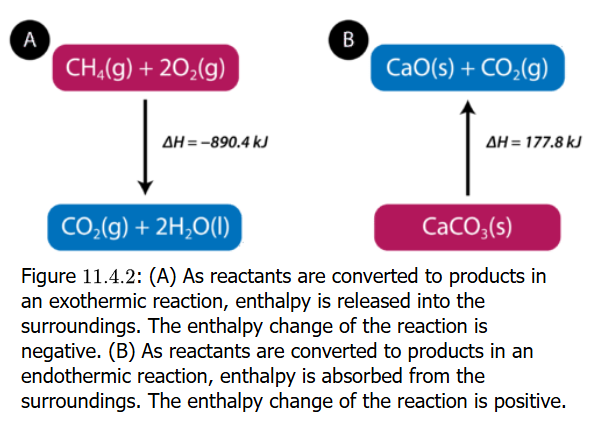 A
CH₄(g) + 2O₂(g)
ΔH = −890.4 kJ
CO₂(g) + 2H₂O(l)
B
CaO(s) + CO₂(g)
ΔH = 177.8 kJ
CaCO₃(s)
Figure 11.4.2: (A) As reactants are converted to products in
an exothermic reaction, enthalpy is released into the
surroundings. The enthalpy change of the reaction is
negative. (B) As reactants are converted to products in an
endothermic reaction, enthalpy is absorbed from the
surroundings. The enthalpy change of the reaction is positive.